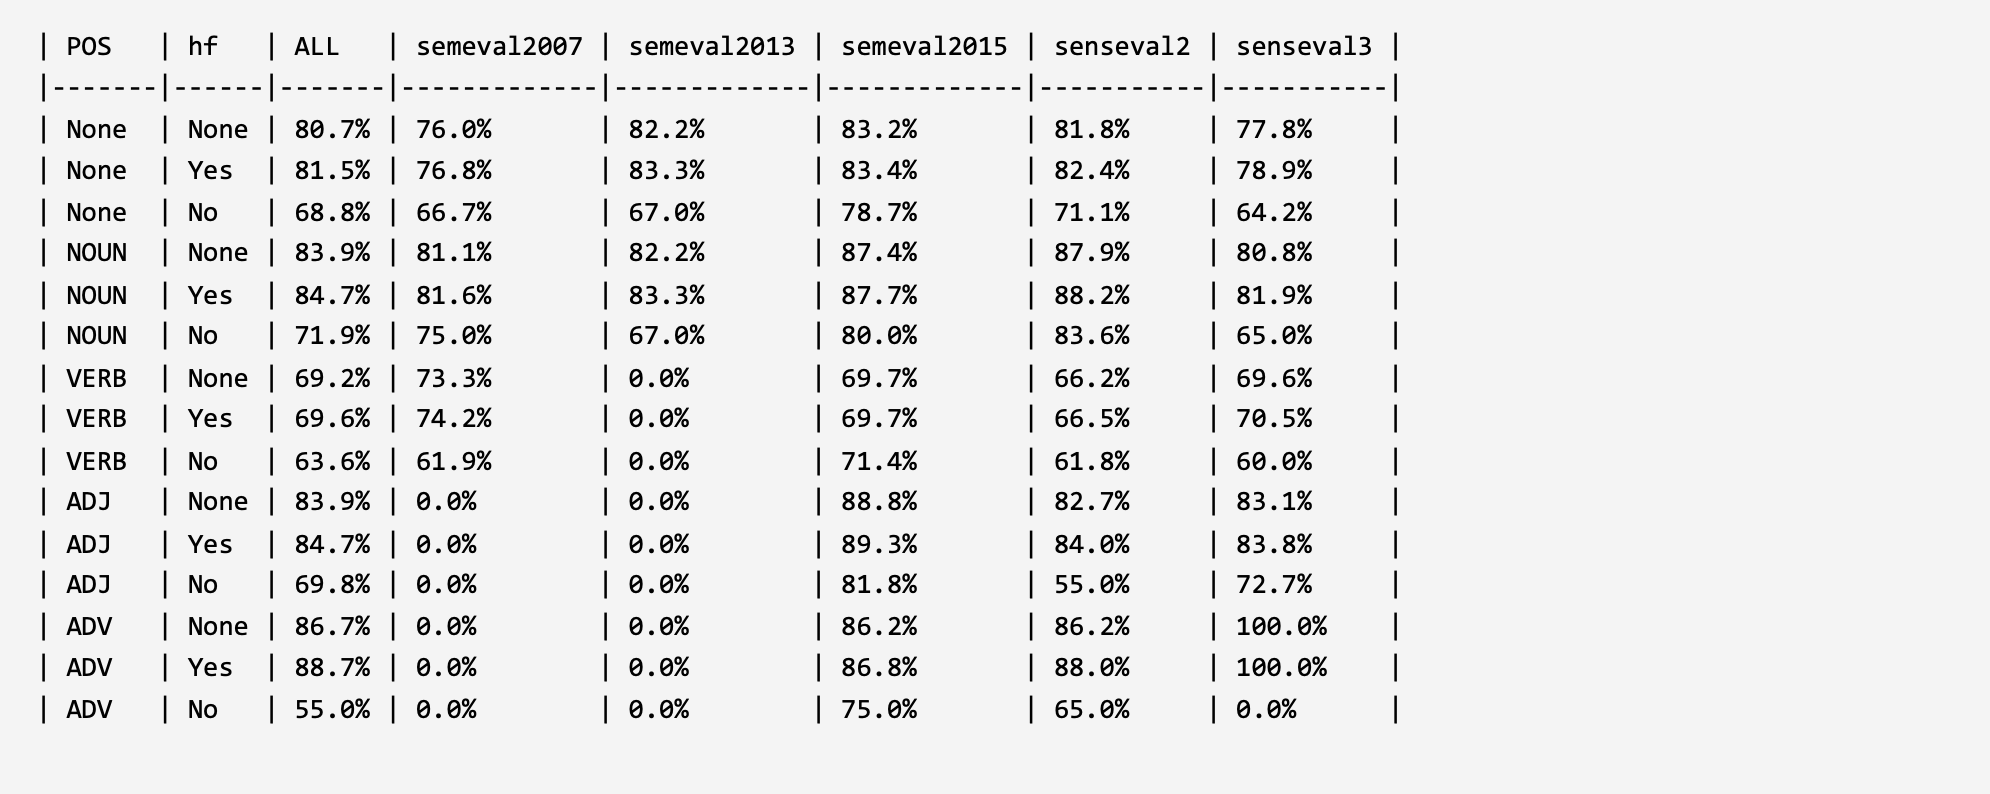 | POS   | hf   | ALL   | semeval2007 | semeval2013 | semeval2015 | senseval2 | senseval3 |
|-------|------|-------|-------------|-------------|-------------|-----------|-----------|
| None  | None | 80.7% | 76.0%       | 82.2%       | 83.2%       | 81.8%     | 77.8%     |
| None  | Yes  | 81.5% | 76.8%       | 83.3%       | 83.4%       | 82.4%     | 78.9%     |
| None  | No   | 68.8% | 66.7%       | 67.0%       | 78.7%       | 71.1%     | 64.2%     |
| NOUN  | None | 83.9% | 81.1%       | 82.2%       | 87.4%       | 87.9%     | 80.8%     |
| NOUN  | Yes  | 84.7% | 81.6%       | 83.3%       | 87.7%       | 88.2%     | 81.9%     |
| NOUN  | No   | 71.9% | 75.0%       | 67.0%       | 80.0%       | 83.6%     | 65.0%     |
| VERB  | None | 69.2% | 73.3%       | 0.0%        | 69.7%       | 66.2%     | 69.6%     |
| VERB  | Yes  | 69.6% | 74.2%       | 0.0%        | 69.7%       | 66.5%     | 70.5%     |
| VERB  | No   | 63.6% | 61.9%       | 0.0%        | 71.4%       | 61.8%     | 60.0%     |
| ADJ   | None | 83.9% | 0.0%        | 0.0%        | 88.8%       | 82.7%     | 83.1%     |
| ADJ   | Yes  | 84.7% | 0.0%        | 0.0%        | 89.3%       | 84.0%     | 83.8%     |
| ADJ   | No   | 69.8% | 0.0%        | 0.0%        | 81.8%       | 55.0%     | 72.7%     |
| ADV   | None | 86.7% | 0.0%        | 0.0%        | 86.2%       | 86.2%     | 100.0%    |
| ADV   | Yes  | 88.7% | 0.0%        | 0.0%        | 86.8%       | 88.0%     | 100.0%    |
| ADV   | No   | 55.0% | 0.0%        | 0.0%        | 75.0%       | 65.0%     | 0.0%      |